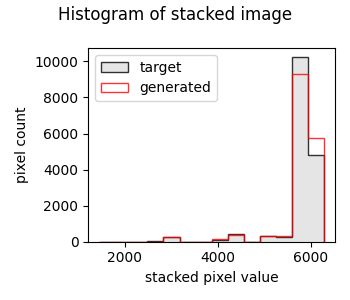 Histogram of stacked image
target
generated
10000
8000
6000
4000
2000
0
pixel count
2000
4000
6000
stacked pixel value